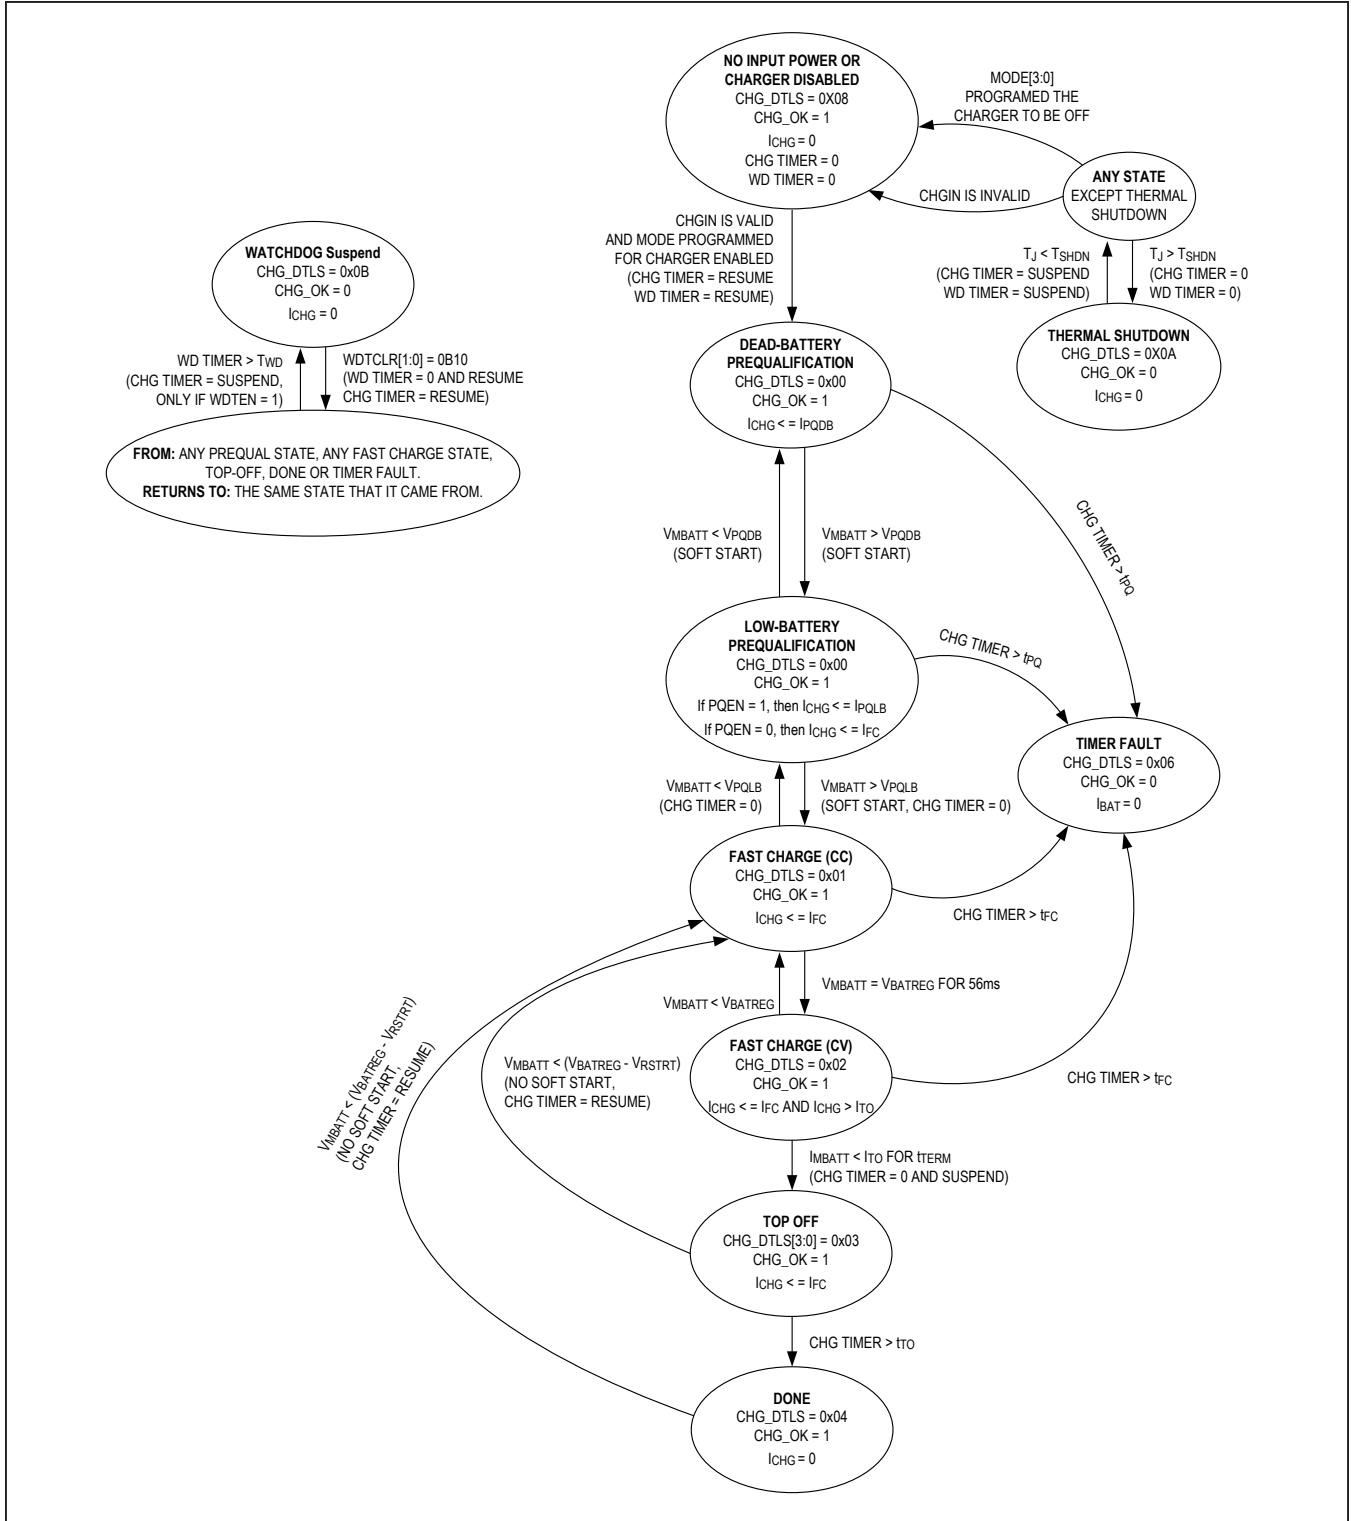 NO INPUT POWER OR
CHARGER DISABLED
CHG_DTLS = 0X08
CHG_OK = 1
ICHG = 0
CHG TIMER = 0
WD TIMER = 0
MODE[3:0]
PROGRAMED THE
CHARGER TO BE OFF
ANY STATE
EXCEPT THERMAL
SHUTDOWN
CHGIN IS INVALID
CHGIN IS VALID
AND MODE PROGRAMMED
FOR CHARGER ENABLED
(CHG TIMER = RESUME
WD TIMER = RESUME)
TJ < TSHDN
(CHG TIMER = SUSPEND
WD TIMER = SUSPEND)
TJ > TSHDN
(CHG TIMER = 0
WD TIMER = 0)
THERMAL SHUTDOWN
CHG_DTLS = 0X0A
CHG_OK = 0
ICHG = 0
WATCHDOG Suspend
CHG_DTLS = 0x0B
CHG_OK = 0
ICHG = 0
WD TIMER > TWD
(CHG TIMER = SUSPEND,
ONLY IF WDTEN = 1)
WDTCLR[1:0] = 0B10
(WD TIMER = 0 AND RESUME
CHG TIMER = RESUME)
FROM: ANY PREQUAL STATE, ANY FAST CHARGE STATE,
TOP-OFF, DONE OR TIMER FAULT.
RETURNS TO: THE SAME STATE THAT IT CAME FROM.
DEAD-BATTERY
PREQUALIFICATION
CHG_DTLS = 0x00
CHG_OK = 1
ICHG < = IPQDB
VMBATT < VPQDB
(SOFT START)
VMBATT > VPQDB
(SOFT START)
CHG TIMER > tPQ
LOW-BATTERY
PREQUALIFICATION
CHG_DTLS = 0x00
CHG_OK = 1
If PQEN = 1, then ICHG < = IPQLB
If PQEN = 0, then ICHG < = IFC
CHG TIMER > tPQ
TIMER FAULT
CHG_DTLS = 0x06
CHG_OK = 0
IBAT = 0
VMBATT < VPQLB
(CHG TIMER = 0)
VMBATT > VPQLB
(SOFT START, CHG TIMER = 0)
FAST CHARGE (CC)
CHG_DTLS = 0x01
CHG_OK = 1
ICHG < = IFC
CHG TIMER > tFC
VMBATT < VBATREG
VMBATT = VBATREG FOR 56ms
FAST CHARGE (CV)
CHG_DTLS = 0x02
CHG_OK = 1
ICHG < = IFC AND ICHG > ITO
CHG TIMER > tFC
VMBATT < (VBATREG - VRSTRT)
(NO SOFT START,
CHG TIMER = RESUME)
VMBATT < (VBATREG - VRSTRT)
(NO SOFT START,
CHG TIMER = RESUME)
IMBATT < ITO FOR tTERM
(CHG TIMER = 0 AND SUSPEND)
TOP OFF
CHG_DTLS[3:0] = 0x03
CHG_OK = 1
ICHG < = IFC
CHG TIMER > tTO
DONE
CHG_DTLS = 0x04
CHG_OK = 1
ICHG = 0